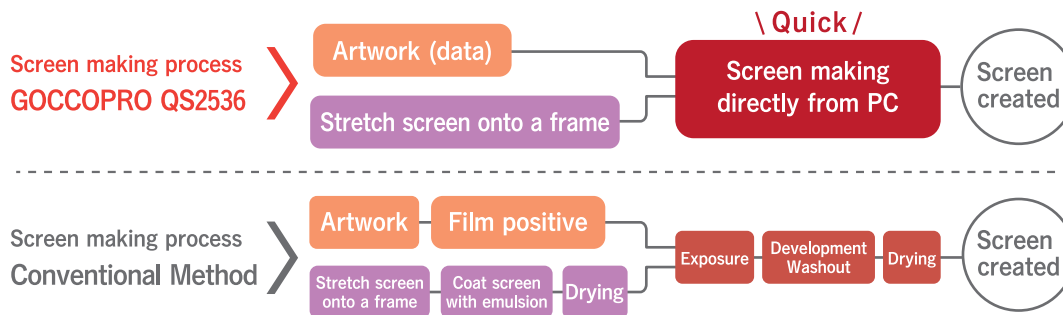 \ Quick /
Screen making process
GOCCOPRO QS2536
Artwork (data)
Stretch screen onto a frame
Screen making
directly from PC
Screen
created
Screen making process
Conventional Method
Artwork
Film positive
Stretch screen
onto a frame
Coat screen
with emulsion
Drying
Exposure
Development
Washout
Drying
Screen
created